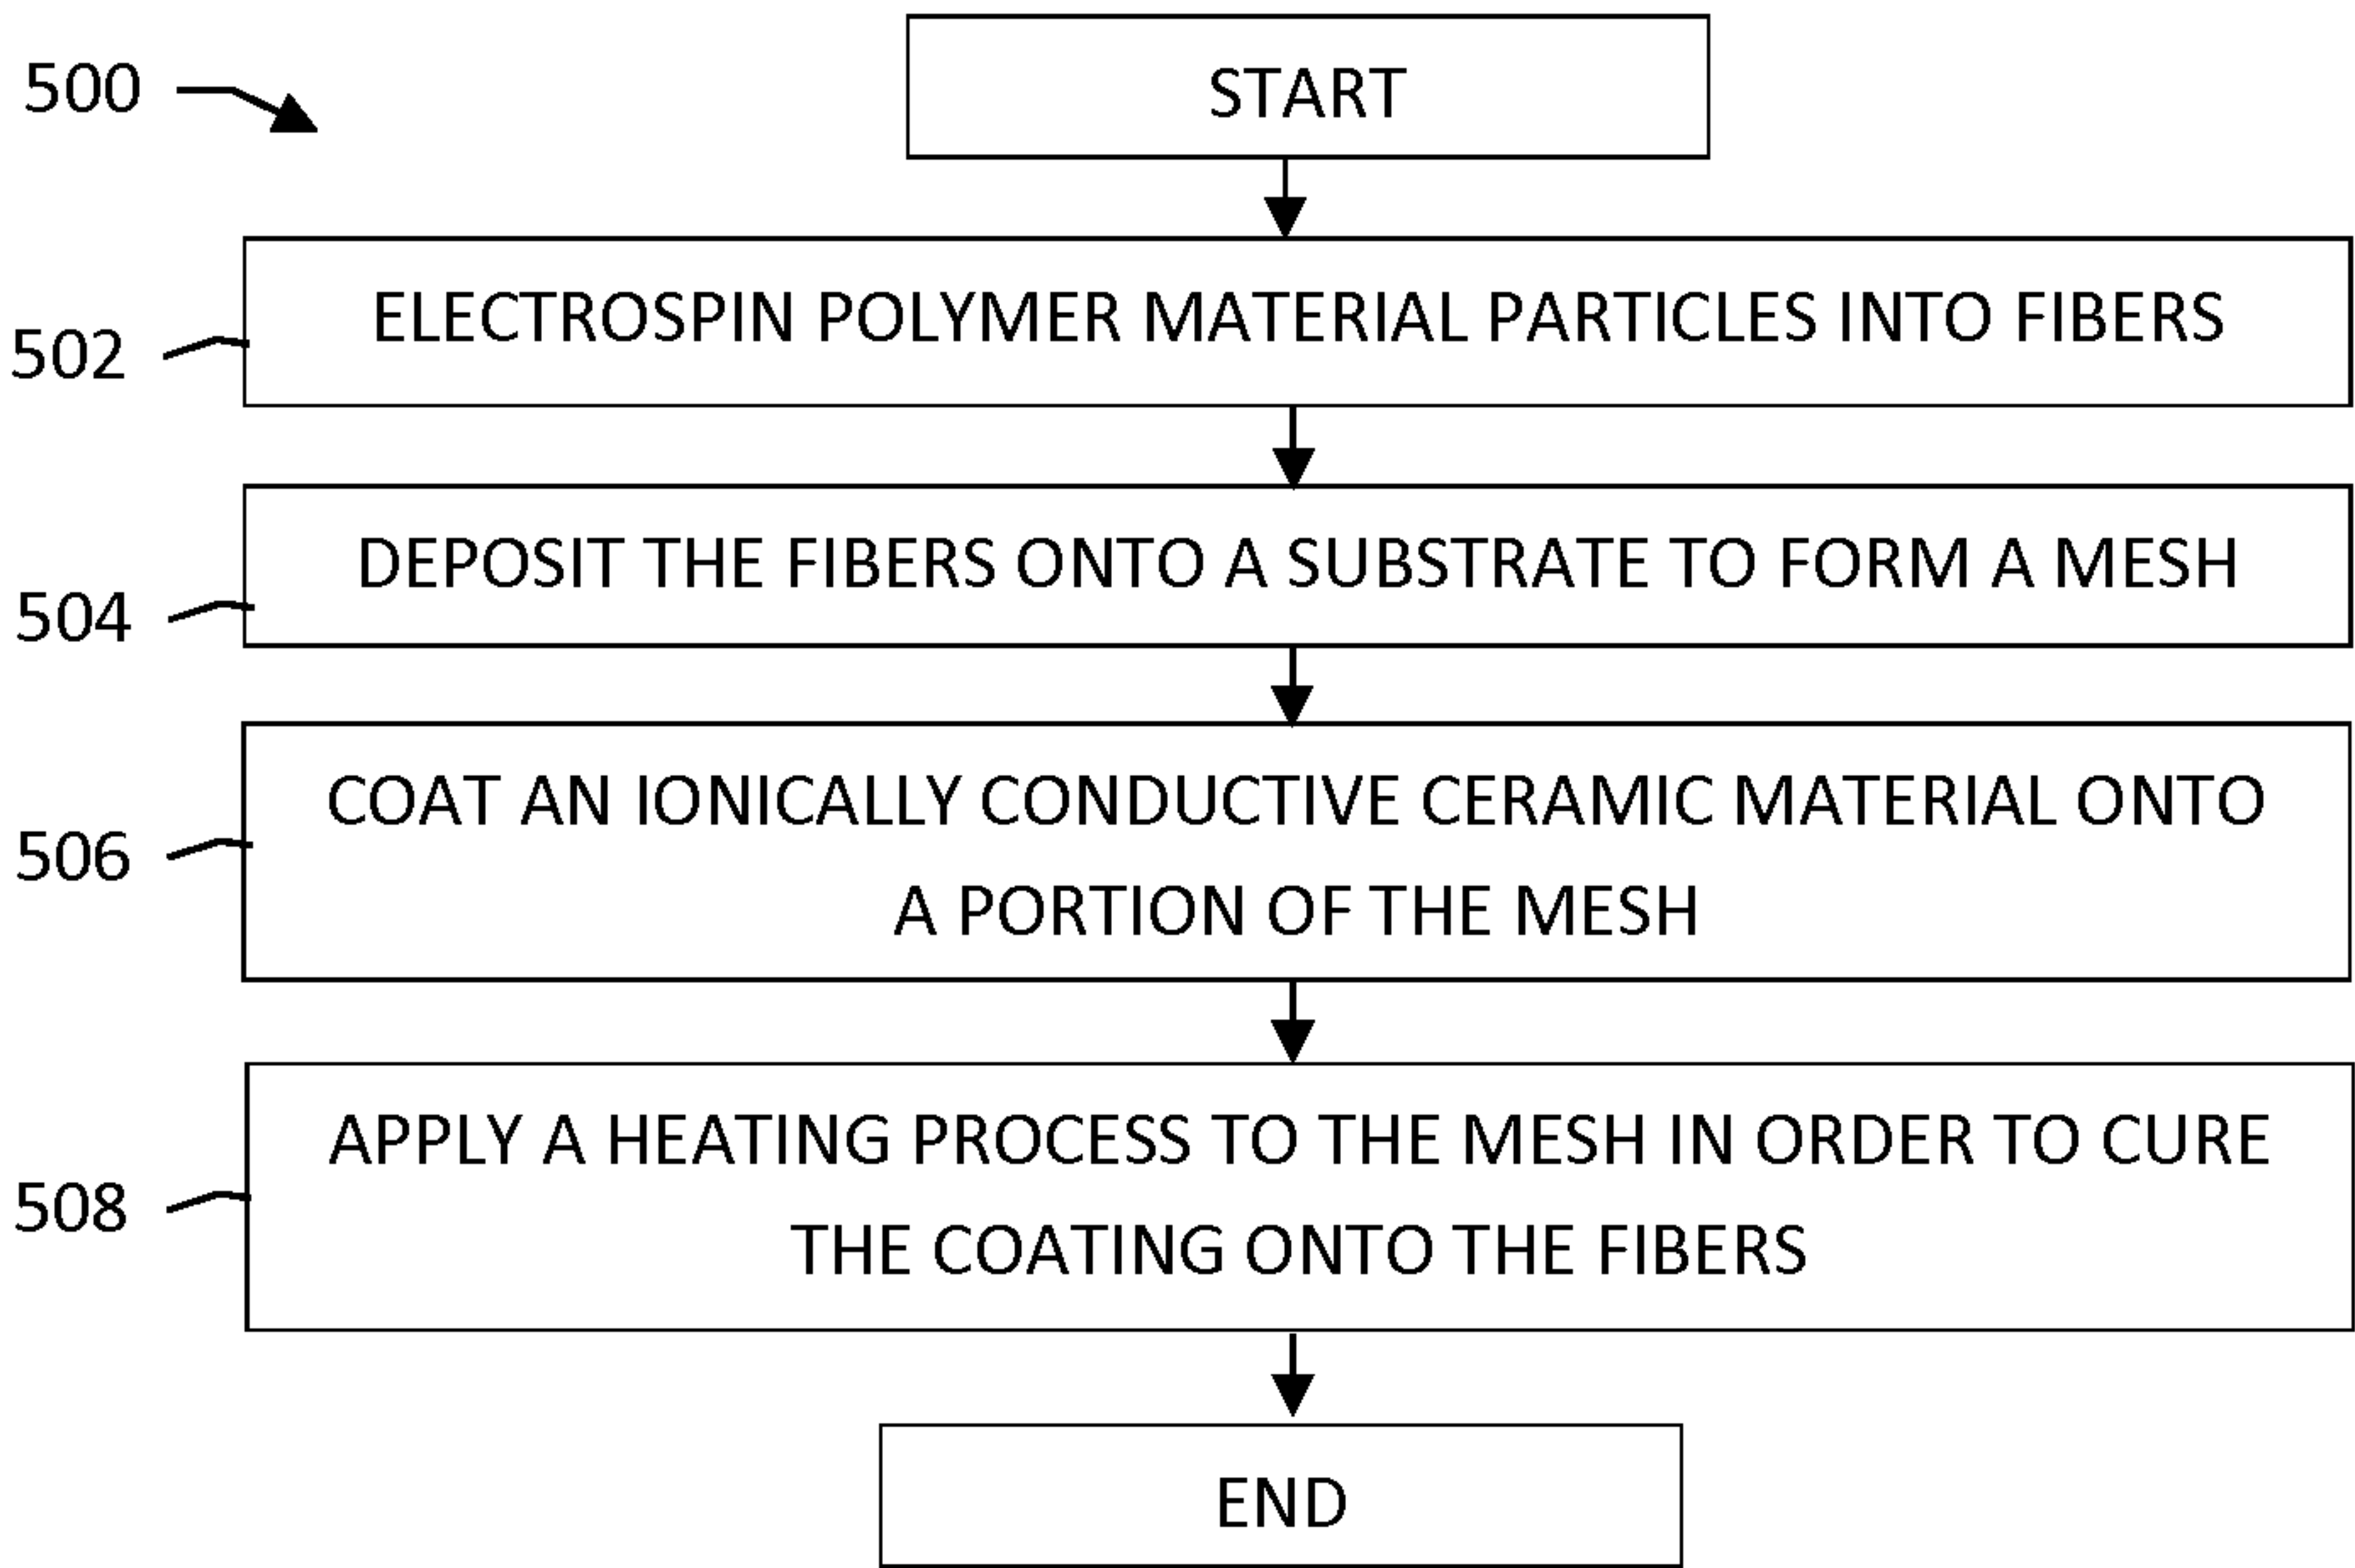 500
START
502
ELECTROSPIN POLYMER MATERIAL PARTICLES INTO FIBERS
504
DEPOSIT THE FIBERS ONTO A SUBSTRATE TO FORM A MESH
506
COAT AN IONICALLY CONDUCTIVE CERAMIC MATERIAL ONTO
A PORTION OF THE MESH
508
APPLY A HEATING PROCESS TO THE MESH IN ORDER TO CURE
THE COATING ONTO THE FIBERS
END